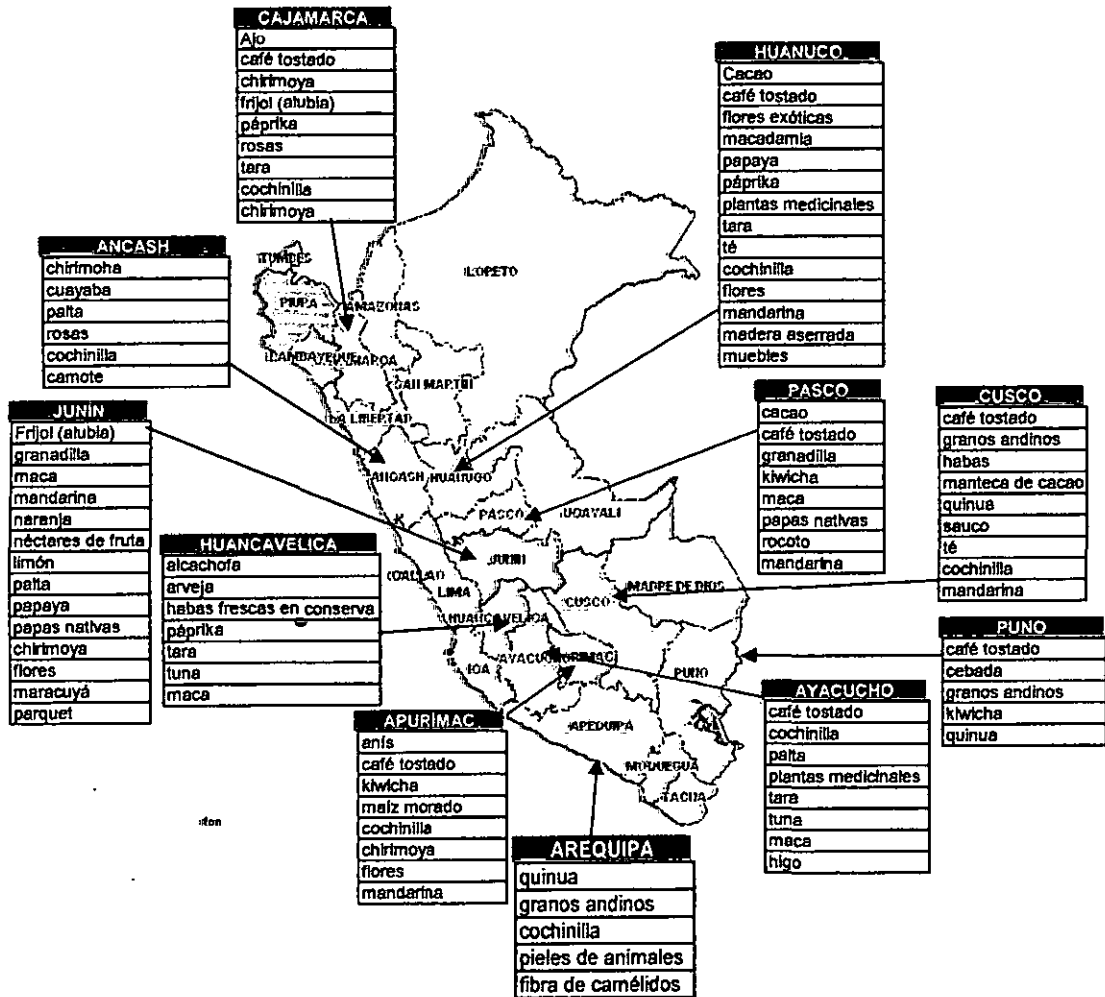 CAJAMARCA
Ajo
café tostado
chirimoya
frijol (alubia)
páprika
rosas
tara
cochinilla
chirimoya
HUANUCO
Cacao
café tostado
flores exóticas
macadamia
papaya
páprika
plantas medicinales
tara
té
cochinilla
flores
mandarina
madera aserrada
muebles
ANCASH
chirimoha
cuayaba
palta
rosas
cochinilla
camote
TUMBES
PIURA
AMAZONAS
LORETO
LAMBAYEQUE
SAN MARTIN
LA LIBERTAD
ANCASH
HUANUCO
PASCO
UCAYALI
CALLAO
LIMA
JUNIN
HUANCAVELICA
CUSCO
MADRE DE DIOS
ICA
AYACUCHO
PUNO
AREQUIPA
MOQUEGUA
TACNA
JUNÍN
Frijol (alubia)
granadilla
maca
mandarina
naranja
néctares de fruta
limón
palta
papaya
papas nativas
chirimoya
flores
maracuyá
parquet
HUANCAVELICA
alcachofa
arveja
habas frescas en conserva
páprika
tara
tuna
maca
PASCO
cacao
café tostado
granadilla
kiwicha
maca
papas nativas
rocoto
mandarina
CUSCO
café tostado
granos andinos
habas
manteca de cacao
quinua
sauco
té
cochinilla
mandarina
PUNO
café tostado
cebada
granos andinos
kiwicha
quinua
AYACUCHO
café tostado
cochinilla
palta
plantas medicinales
tara
tuna
maca
higo
APURÍMAC
anís
café tostado
kiwicha
maíz morado
cochinilla
chirimoya
flores
mandarina
AREQUIPA
quinua
granos andinos
cochinilla
pieles de animales
fibra de camélidos